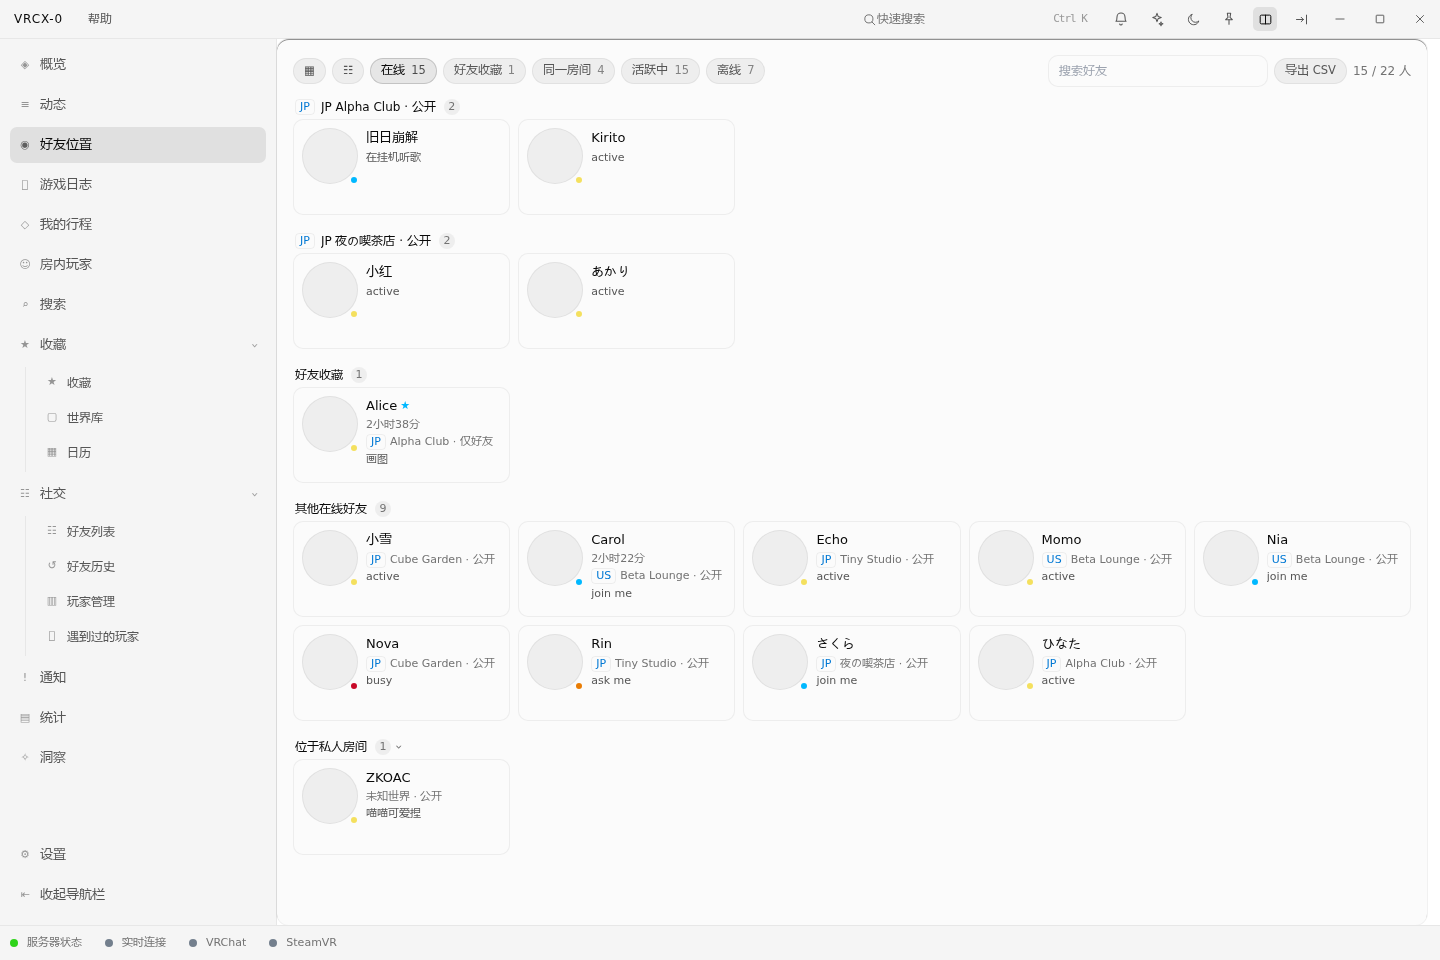 VRCX-0
帮助
快速搜索
Ctrl K
概览
动态
好友位置
游戏日志
我的行程
房内玩家
搜索
收藏
收藏
世界库
日历
社交
好友列表
好友历史
玩家管理
遇到过的玩家
通知
统计
洞察
设置
收起导航栏
在线 15
好友收藏 1
同一房间 4
活跃中 15
离线 7
搜索好友
导出 CSV
15 / 22 人
JP JP Alpha Club · 公开 2
旧日崩解
在挂机听歌
Kirito
active
JP JP 夜の喫茶店 · 公开 2
小红
active
あかり
active
好友收藏 1
Alice ★
2小时38分
JP Alpha Club · 仅好友
画图
其他在线好友 9
小雪
JP Cube Garden · 公开
active
Carol
2小时22分
US Beta Lounge · 公开
join me
Echo
JP Tiny Studio · 公开
active
Momo
US Beta Lounge · 公开
active
Nia
US Beta Lounge · 公开
join me
Nova
JP Cube Garden · 公开
busy
Rin
JP Tiny Studio · 公开
ask me
さくら
JP 夜の喫茶店 · 公开
join me
ひなた
JP Alpha Club · 公开
active
位于私人房间 1
ZKOAC
未知世界 · 公开
喵喵可爱捏
服务器状态
实时连接
VRChat
SteamVR